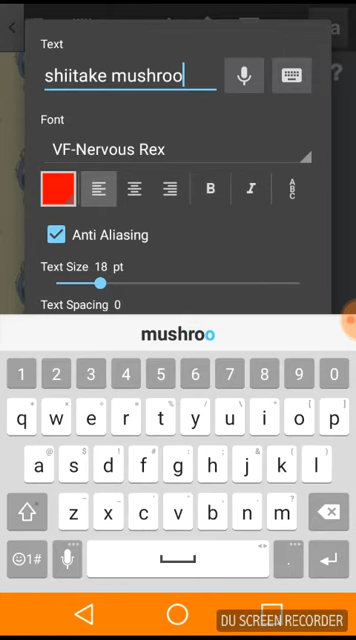 a
?
Text
shiitake mushroo
Font
VF-Nervous Rex
B I A
B
C
Anti Aliasing
Text Size 18 pt
Text Spacing 0
mushroo
1 2 3 4 5 6 7 8 9 0
q w e r t y u i o p
a s d f g h j k l
z x c v b n m
1# .
DU SCREEN RECORDER